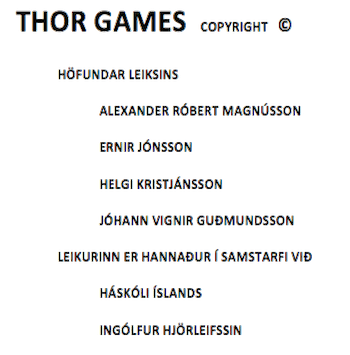 THOR GAMES COPYRIGHT ©
HÖFUNDAR LEIKSINS
ALEXANDER RÓBERT MAGNÚSSON
ERNIR JÓNSSON
HELGI KRISTJÁNSSON
JÓHANN VIGNIR GUÐMUNDSSON
LEIKURINN ER HANNAÐUR Í SAMSTARFI VIÐ
HÁSKÓLI ÍSLANDS
INGÓLFUR HJÖRLEIFSSIN